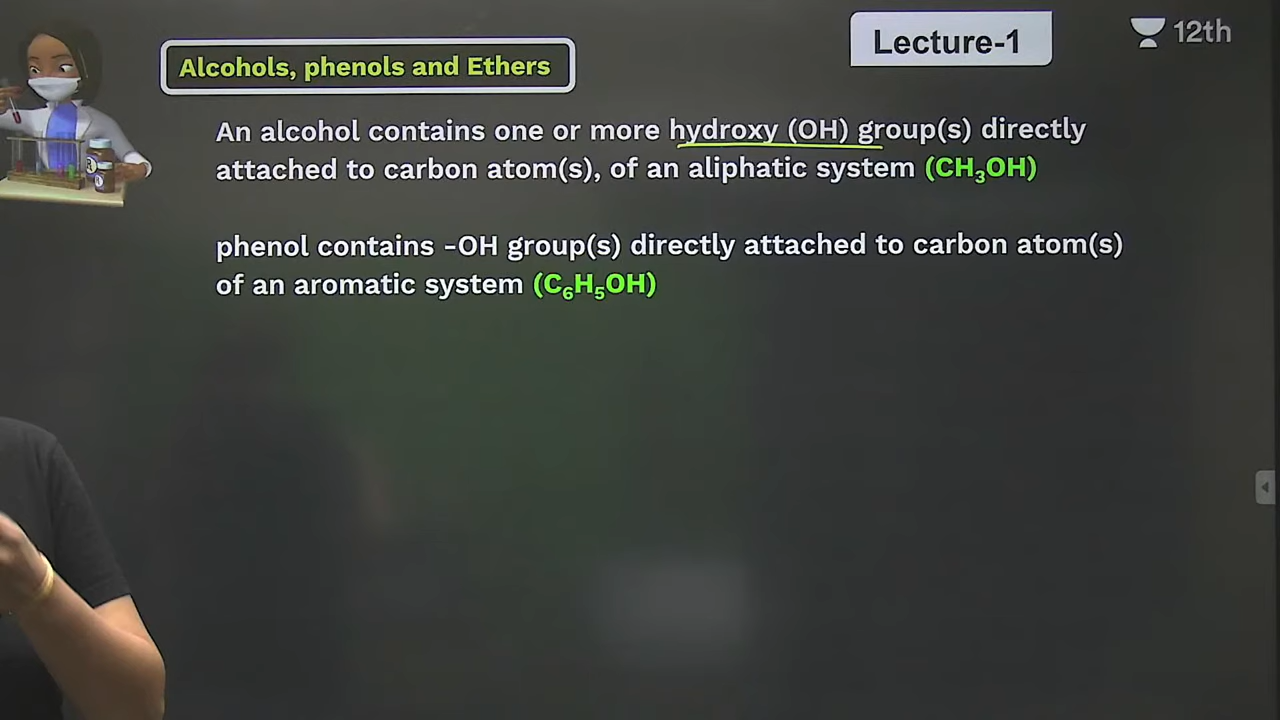 Alcohols, phenols and Ethers
Lecture-1
12th
An alcohol contains one or more hydroxy (OH) group(s) directly
attached to carbon atom(s), of an aliphatic system (CH₃OH)
phenol contains -OH group(s) directly attached to carbon atom(s)
of an aromatic system (C₆H₅OH)